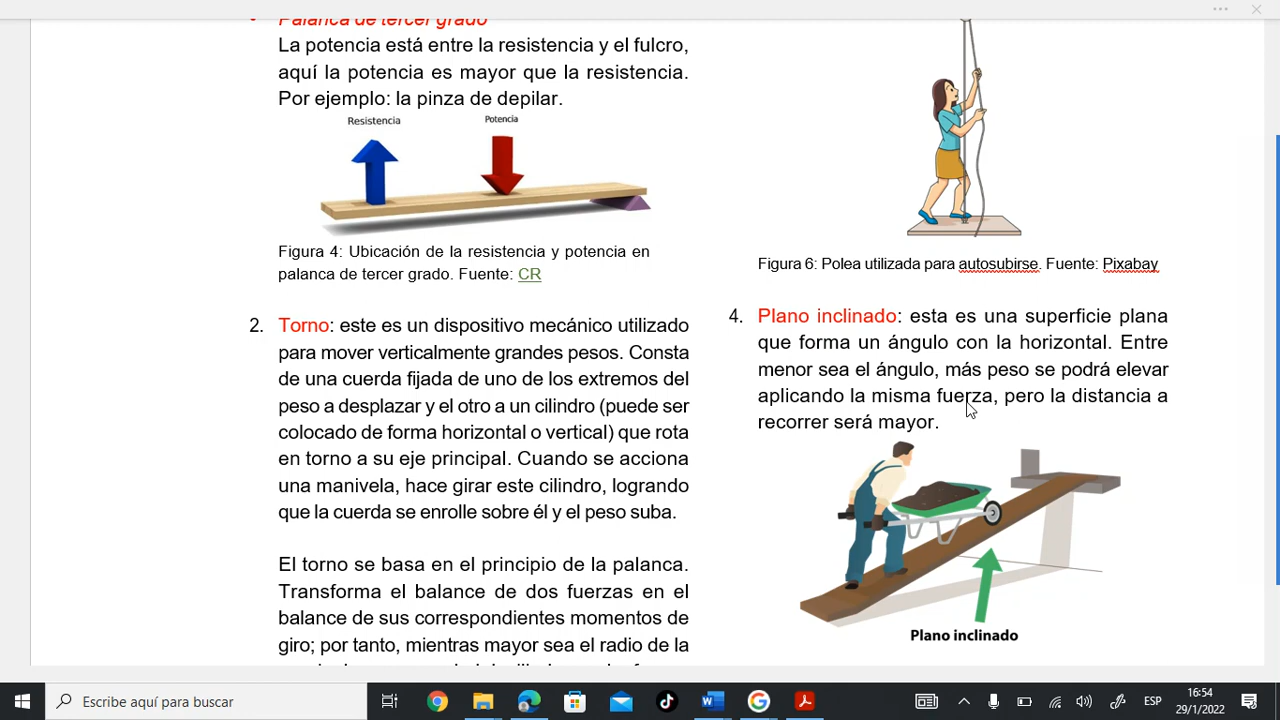 Palanca de tercer grado
La potencia está entre la resistencia y el fulcro,
aquí la potencia es mayor que la resistencia.
Por ejemplo: la pinza de depilar.
Resistencia
Potencia
Figura 4: Ubicación de la resistencia y potencia en
palanca de tercer grado. Fuente: CR
2. Torno: este es un dispositivo mecánico utilizado
para mover verticalmente grandes pesos. Consta
de una cuerda fijada de uno de los extremos del
peso a desplazar y el otro a un cilindro (puede ser
colocado de forma horizontal o vertical) que rota
en torno a su eje principal. Cuando se acciona
una manivela, hace girar este cilindro, logrando
que la cuerda se enrolle sobre él y el peso suba.
El torno se basa en el principio de la palanca.
Transforma el balance de dos fuerzas en el
balance de sus correspondientes momentos de
giro; por tanto, mientras mayor sea el radio de la
Figura 6: Polea utilizada para autosubirse. Fuente: Pixabay
4. Plano inclinado: esta es una superficie plana
que forma un ángulo con la horizontal. Entre
menor sea el ángulo, más peso se podrá elevar
aplicando la misma fuerza, pero la distancia a
recorrer será mayor.
Plano inclinado
Escribe aquí para buscar
ESP
16:54
29/1/2022